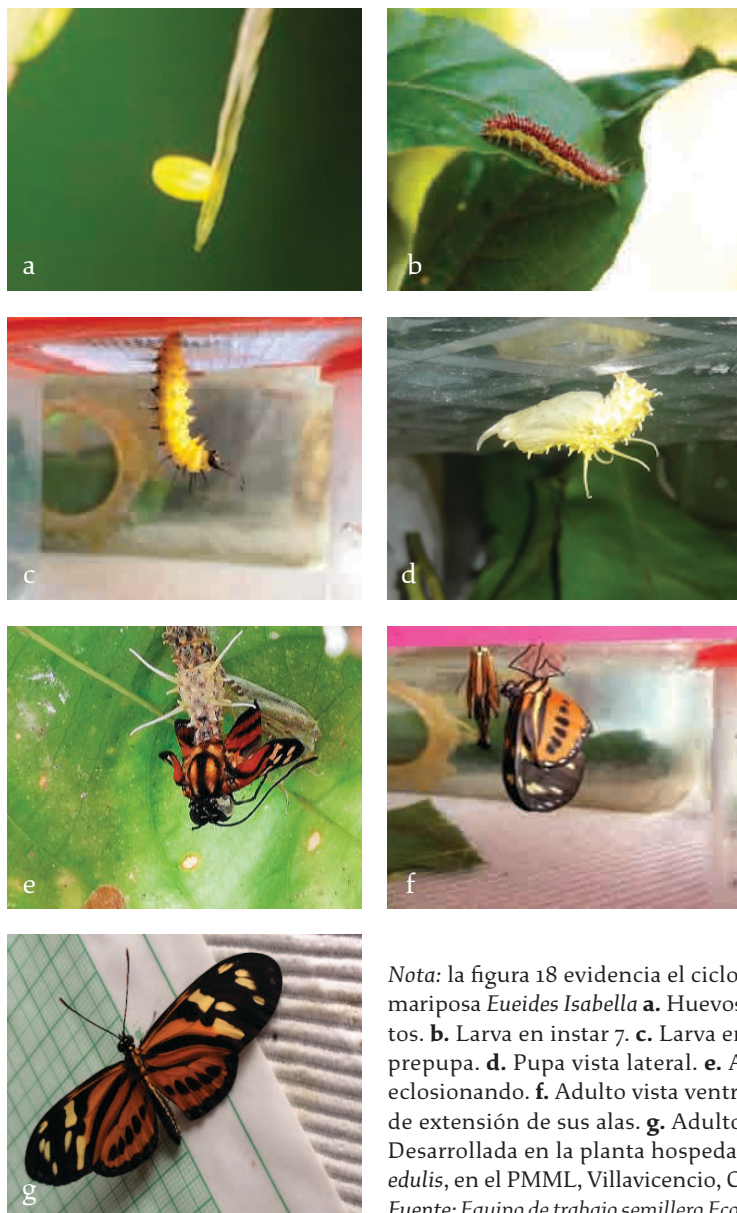 a
b
c
d
e
f
g
Nota: la figura 18 evidencia el ciclo
mariposa Eueides Isabella a. Huevos
tos. b. Larva en instar 7. c. Larva en
prepupa. d. Pupa vista lateral. e. A
eclosionando. f. Adulto vista ventr
de extensión de sus alas. g. Adulto
Desarrollada en la planta hospeda
edulis, en el PMML, Villavicencio, C
Fuente: Equipo de trabajo semillero Eco